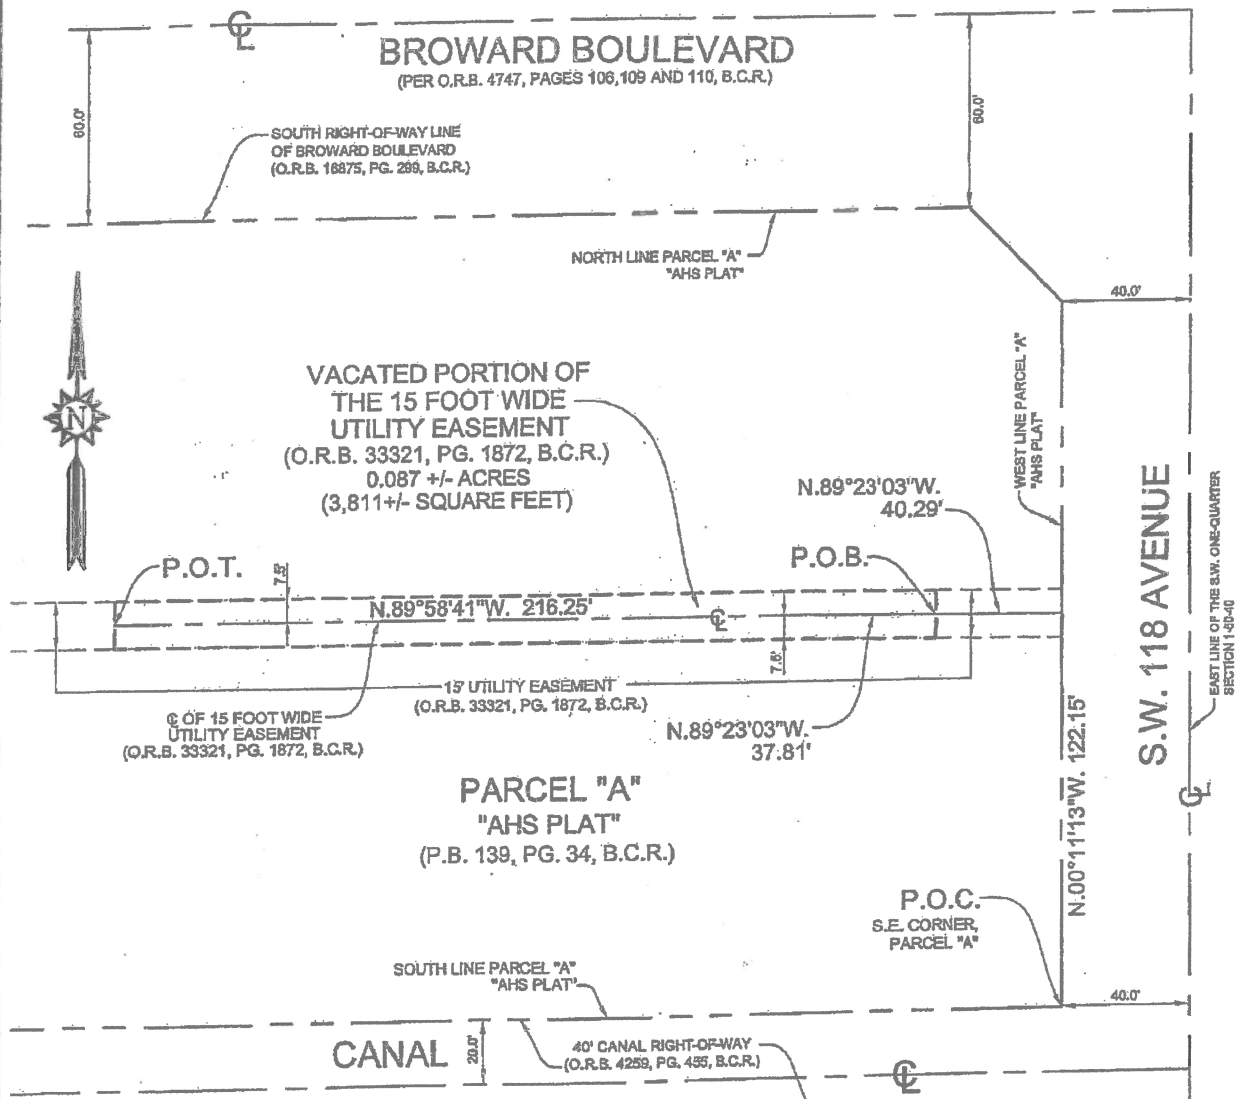 ℄
BROWARD BOULEVARD
(PER O.R.B. 4747, PAGES 106,109 AND 110, B.C.R.)
60.0'
60.0'
SOUTH RIGHT-OF-WAY LINE
OF BROWARD BOULEVARD
(O.R.B. 16875, PG. 299, B.C.R.)
NORTH LINE PARCEL "A"
"AHS PLAT"
40.0'
N
VACATED PORTION OF
THE 15 FOOT WIDE
UTILITY EASEMENT
(O.R.B. 33321, PG. 1872, B.C.R.)
0.087 +/- ACRES
(3,811+/- SQUARE FEET)
WEST LINE PARCEL "A"
"AHS PLAT"
N.89°23'03"W.
40.29'
S.W. 118 AVENUE
EAST LINE OF THE S.W. ONE-QUARTER
SECTION 1-50-40
P.O.T.
7.5'
P.O.B.
N.89°58'41"W. 216.25'
℄
7.5'
15' UTILITY EASEMENT
(O.R.B. 33321, PG. 1872, B.C.R.)
℄ OF 15 FOOT WIDE
UTILITY EASEMENT
(O.R.B. 33321, PG. 1872, B.C.R.)
N.89°23'03"W.
37.81'
N.00°11'13"W. 122.15'
℄
PARCEL "A"
"AHS PLAT"
(P.B. 139, PG. 34, B.C.R.)
P.O.C.
S.E. CORNER,
PARCEL "A"
SOUTH LINE PARCEL "A"
"AHS PLAT"
40.0'
CANAL
20.0'
40' CANAL RIGHT-OF-WAY
(O.R.B. 4259, PG. 455, B.C.R.)
℄